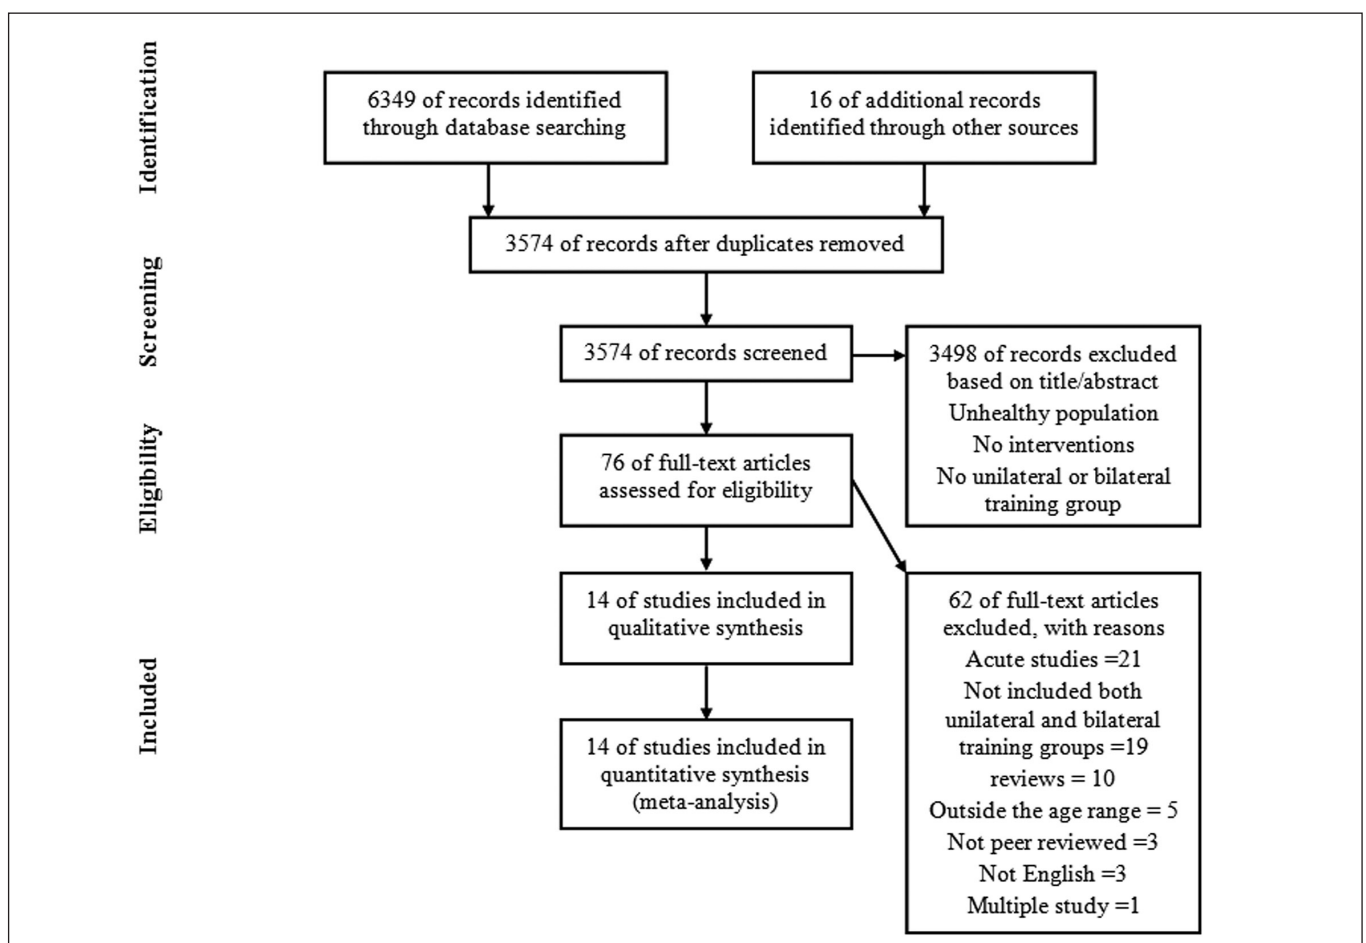 Identification
6349 of records identified
through database searching
16 of additional records
identified through other sources
3574 of records after duplicates removed
Screening
3574 of records screened
3498 of records excluded
based on title/abstract
Unhealthy population
No interventions
No unilateral or bilateral
training group
Eligibility
76 of full-text articles
assessed for eligibility
62 of full-text articles
excluded, with reasons
Acute studies =21
Not included both
unilateral and bilateral
training groups =19
reviews = 10
Outside the age range = 5
Not peer reviewed =3
Not English =3
Multiple study =1
Included
14 of studies included in
qualitative synthesis
14 of studies included in
quantitative synthesis
(meta-analysis)